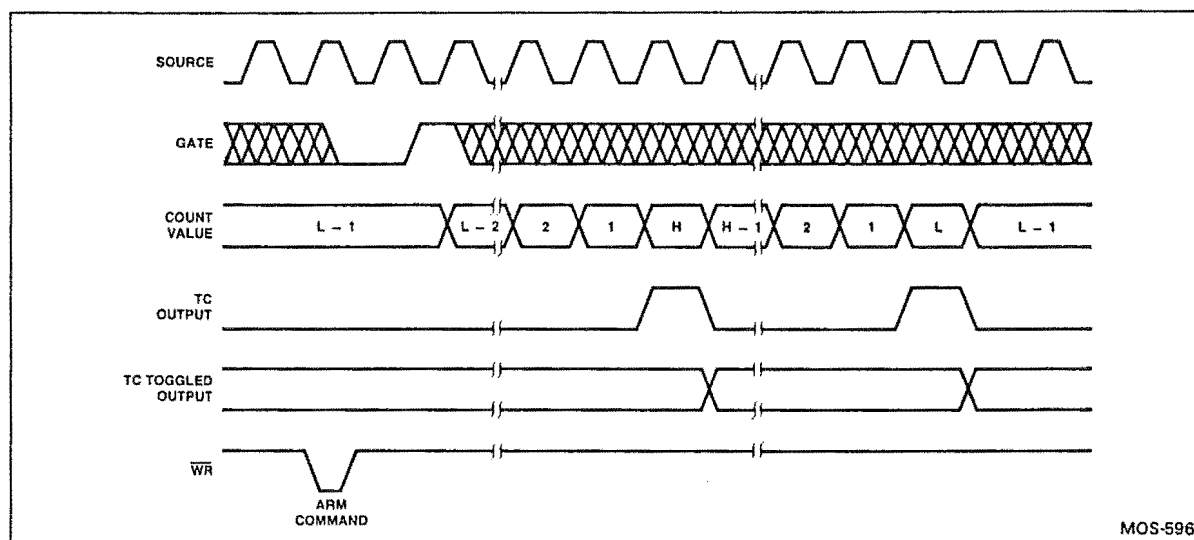 SOURCE
GATE
COUNT
VALUE
L – 1
L – 2
2
1
H
H – 1
2
1
L
L – 1
TC
OUTPUT
TC TOGGLED
OUTPUT
WR
ARM
COMMAND
MOS-596